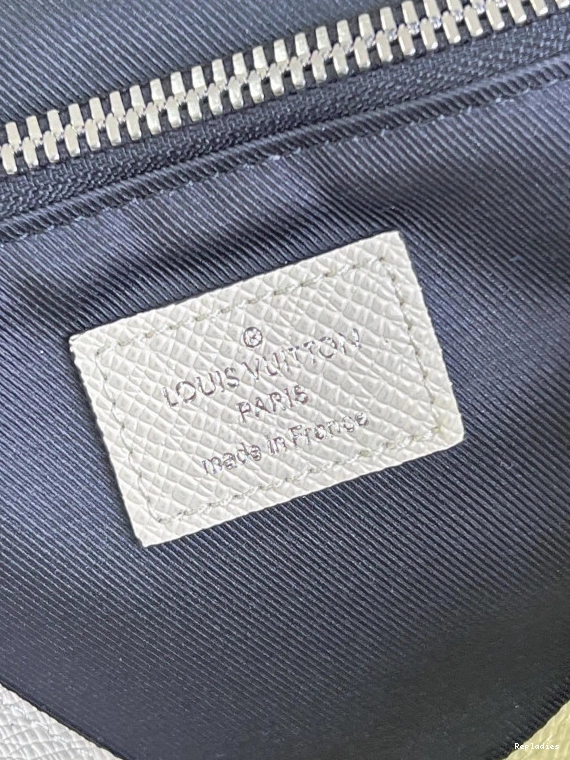 ®
LOUIS VUITTON
PARIS
made in France
Repladies